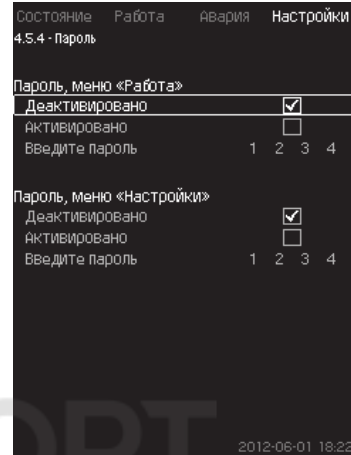 Состояние Работа Авария Настройки
4.5.4 - Пароль
Пароль, меню «Работа»
Деактивировано
Активировано
Введите пароль 1 2 3 4
Пароль, меню «Настройки»
Деактивировано
Активировано
Введите пароль 1 2 3 4
2012-06-01 18:22